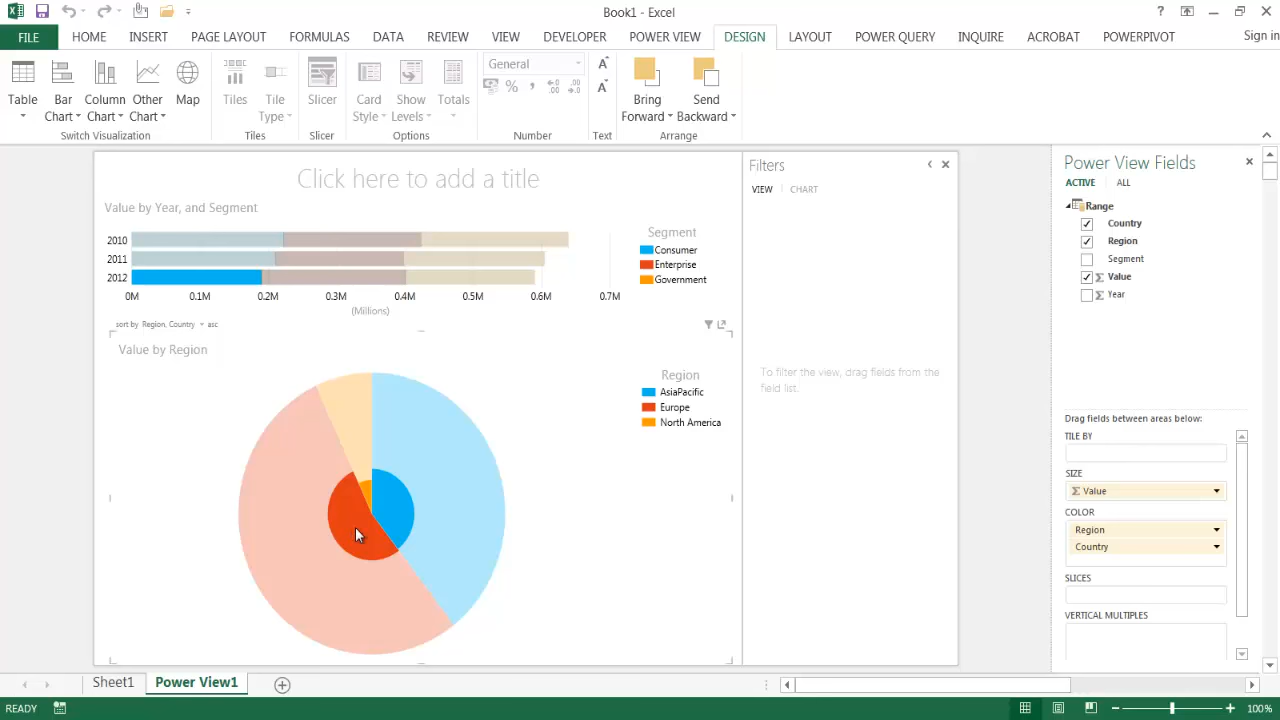 Book1 - Excel
?
FILE HOME INSERT PAGE LAYOUT FORMULAS DATA REVIEW VIEW DEVELOPER POWER VIEW DESIGN LAYOUT POWER QUERY INQUIRE ACROBAT POWERPIVOT Sign in
General
% ,
Table Bar Chart Column Chart Other Chart Map
Switch Visualization
Tiles Tile Type
Tiles
Slicer
Slicer
Card Style Show Levels Totals
Options
Number
A A
Text
Bring Forward Send Backward
Arrange
Click here to add a title
Value by Year, and Segment
2010
2011
2012
0M 0.1M 0.2M 0.3M 0.4M 0.5M 0.6M 0.7M
(Millions)
Segment
Consumer
Enterprise
Government
sort by Region, Country asc
Value by Region
Region
AsiaPacific
Europe
North America
Filters
VIEW CHART
To filter the view, drag fields from the
field list.
Power View Fields
ACTIVE ALL
Range
Country
Region
Segment
Σ Value
Σ Year
Drag fields between areas below:
TILE BY
SIZE
Σ Value
COLOR
Region
Country
SLICES
VERTICAL MULTIPLES
Sheet1 Power View1
READY
100%